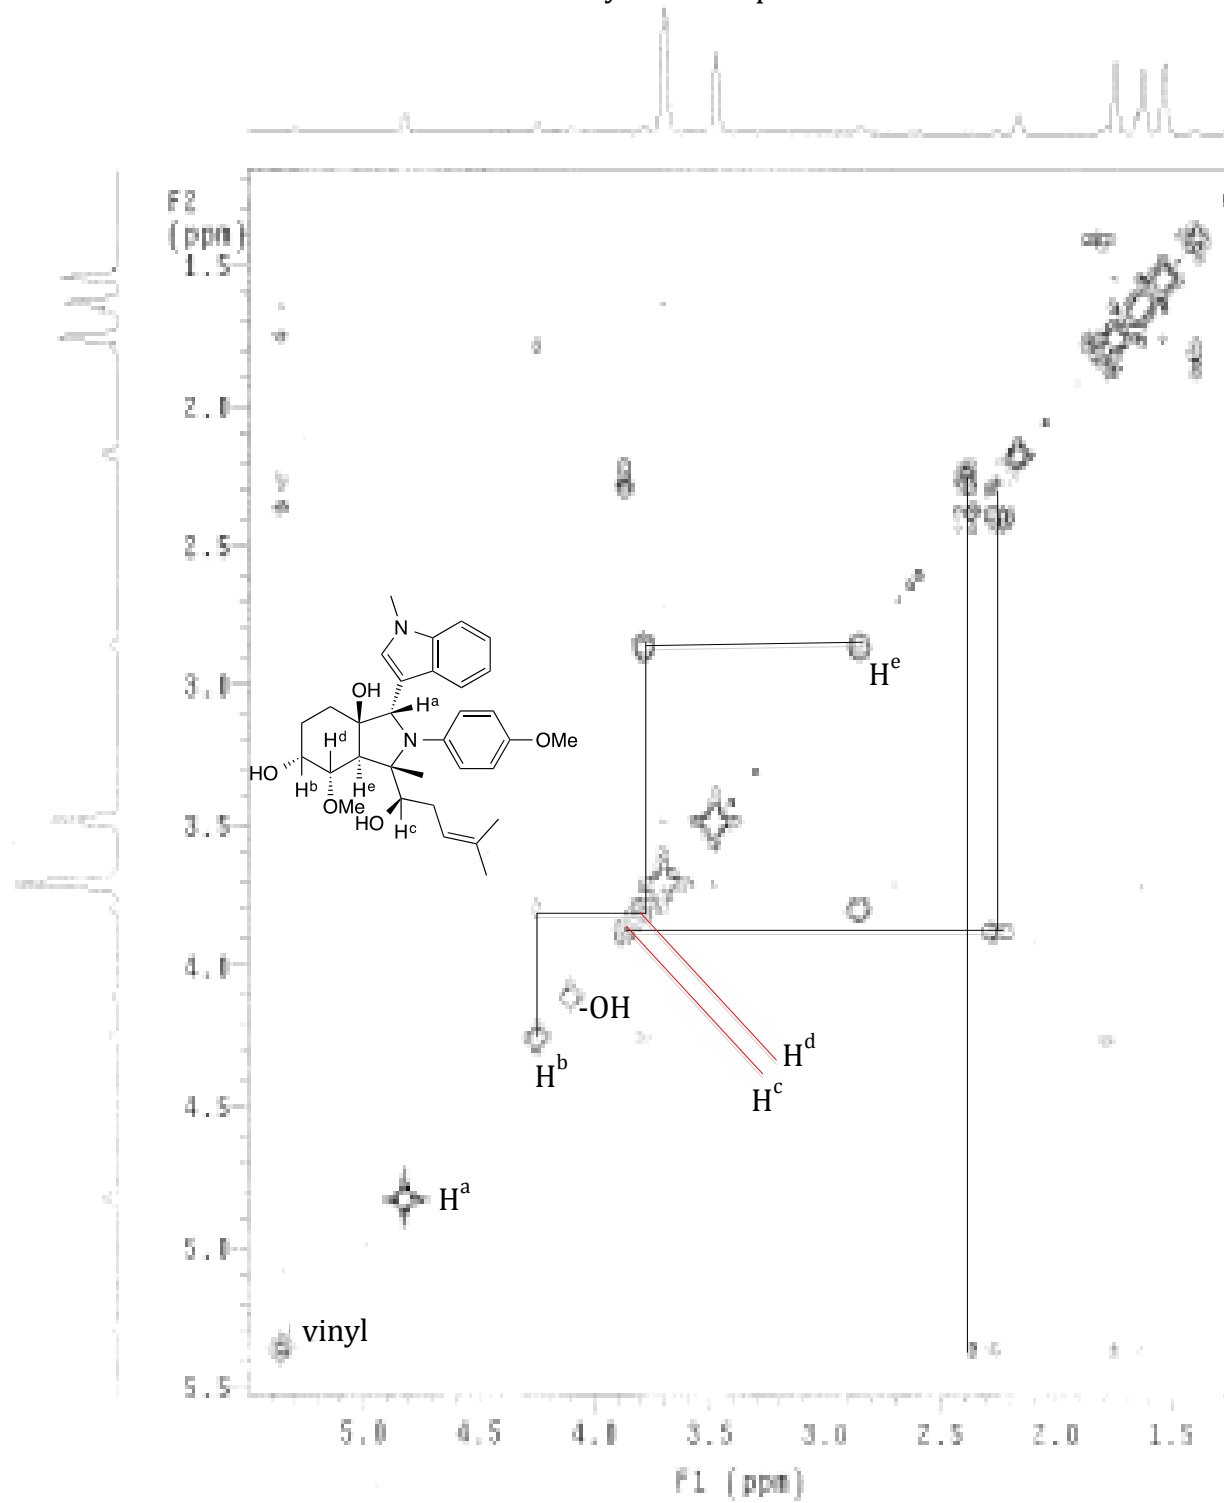 F2
(ppm)
1.5
2.0
2.5
3.0
3.5
4.0
4.5
5.0
5.5
N
OH
Hª
Hᵈ
N
OMe
HO
Hᵇ
Hᵉ
OMe
HO
Hᶜ
Hᵉ
-OH
Hᵈ
Hᵇ
Hᶜ
Hª
vinyl
5.0 4.5 4.0 3.5 3.0 2.5 2.0 1.5
F1 (ppm)